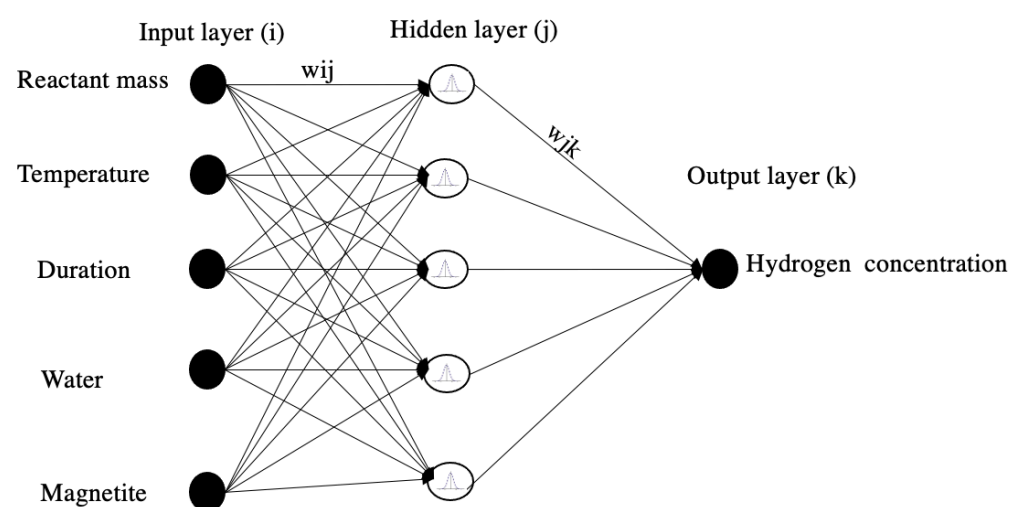 Input layer (i)
Hidden layer (j)
Reactant mass
wij
wjk
Temperature
Output layer (k)
Duration
Hydrogen concentration
Water
Magnetite